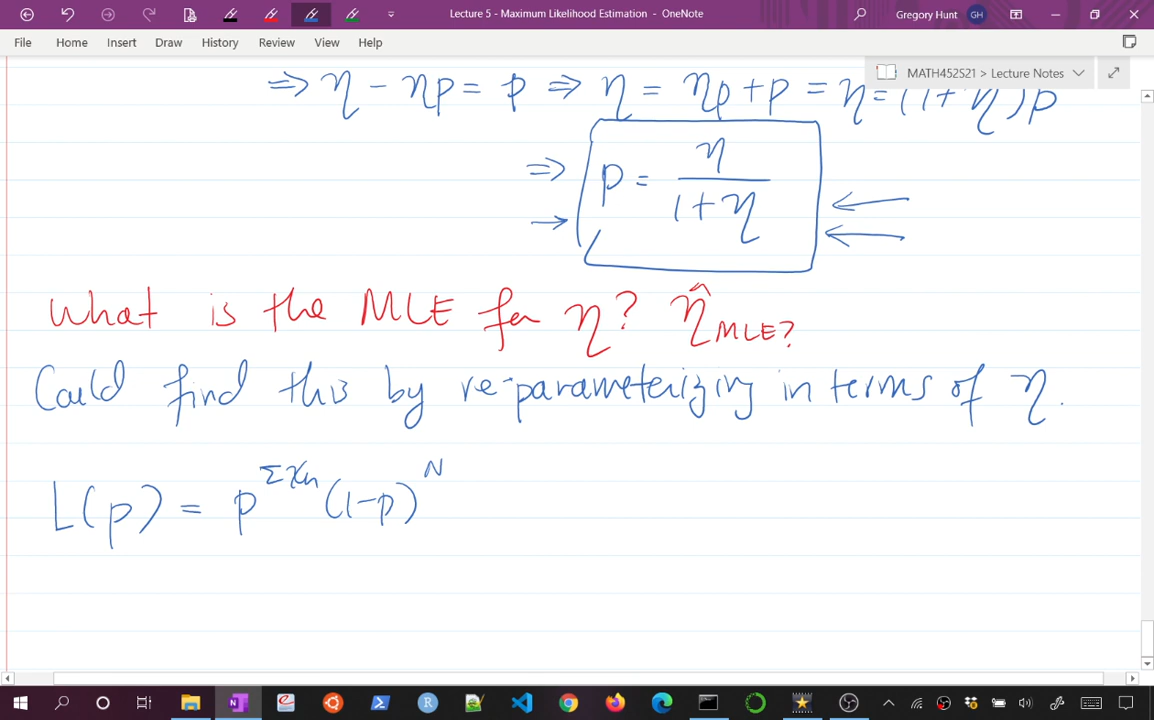 Lecture 5 - Maximum Likelihood Estimation - OneNote
Gregory Hunt GH
File Home Insert Draw History Review View Help
MATH452S21 > Lecture Notes
⇒ η - ηp = p ⇒ η = ηp + p = η = (1 + η)p
⇒ p = η / (1 + η)
What is the MLE for η? η̂ MLE?
Could find this by re-parameterizing in terms of η.
L(p) = p^{Σxₙ} (1-p)^N